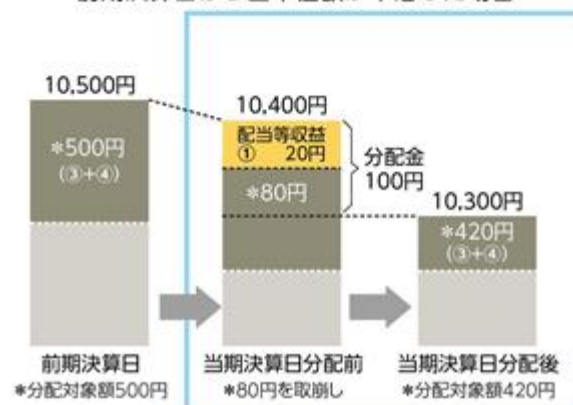 10,500円
*500円
(③+④)
10,400円
配当等収益
① 20円
*80円
分配金
100円
10,300円
*420円
(③+④)
前期決算日
*分配対象額500円
当期決算日分配前
*80円を取崩し
当期決算日分配後
*分配対象額420円